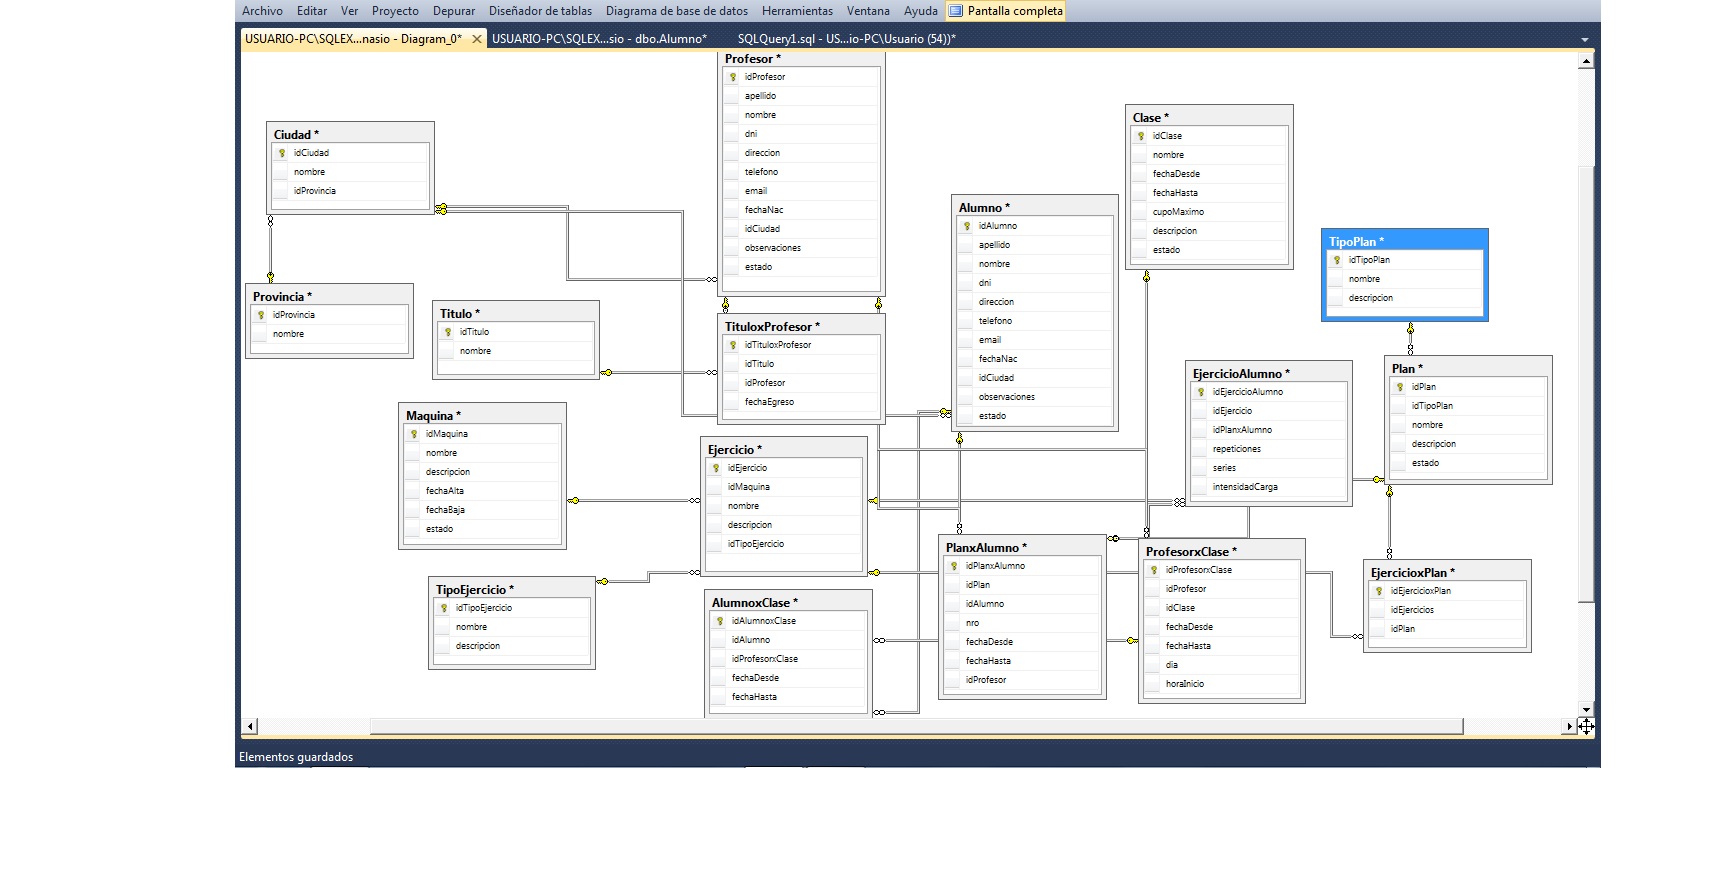 Archivo Editar Ver Proyecto Depurar Diseñador de tablas Diagrama de base de datos Herramientas Ventana Ayuda Pantalla completa
USUARIO-PC\SQLEX...nasio - Diagram_0* USUARIO-PC\SQLEX...sio - dbo.Alumno* SQLQuery1.sql - US...io-PC\Usuario (54))*
Profesor *
idProfesor
apellido
nombre
dni
direccion
telefono
email
fechaNac
idCiudad
observaciones
estado
Ciudad *
idCiudad
nombre
idProvincia
Clase *
idClase
nombre
fechaDesde
fechaHasta
cupoMaximo
descripcion
estado
Alumno *
idAlumno
apellido
nombre
dni
direccion
telefono
email
fechaNac
idCiudad
observaciones
estado
TipoPlan *
idTipoPlan
nombre
descripcion
Provincia *
idProvincia
nombre
Titulo *
idTitulo
nombre
TituloxProfesor *
idTituloxProfesor
idTitulo
idProfesor
fechaEgreso
EjercicioAlumno *
idEjercicioAlumno
idEjercicio
idPlanxAlumno
repeticiones
series
intensidadCarga
Plan *
idPlan
idTipoPlan
nombre
descripcion
estado
Maquina *
idMaquina
nombre
descripcion
fechaAlta
fechaBaja
estado
Ejercicio *
idEjercicio
idMaquina
nombre
descripcion
idTipoEjercicio
PlanxAlumno *
idPlanxAlumno
idPlan
idAlumno
nro
fechaDesde
fechaHasta
idProfesor
ProfesorxClase *
idProfesorxClase
idProfesor
idClase
fechaDesde
fechaHasta
dia
horaInicio
EjercicioxPlan *
idEjercicioxPlan
idEjercicios
idPlan
TipoEjercicio *
idTipoEjercicio
nombre
descripcion
AlumnoxClase *
idAlumnoxClase
idAlumno
idProfesorxClase
fechaDesde
fechaHasta
Elementos guardados